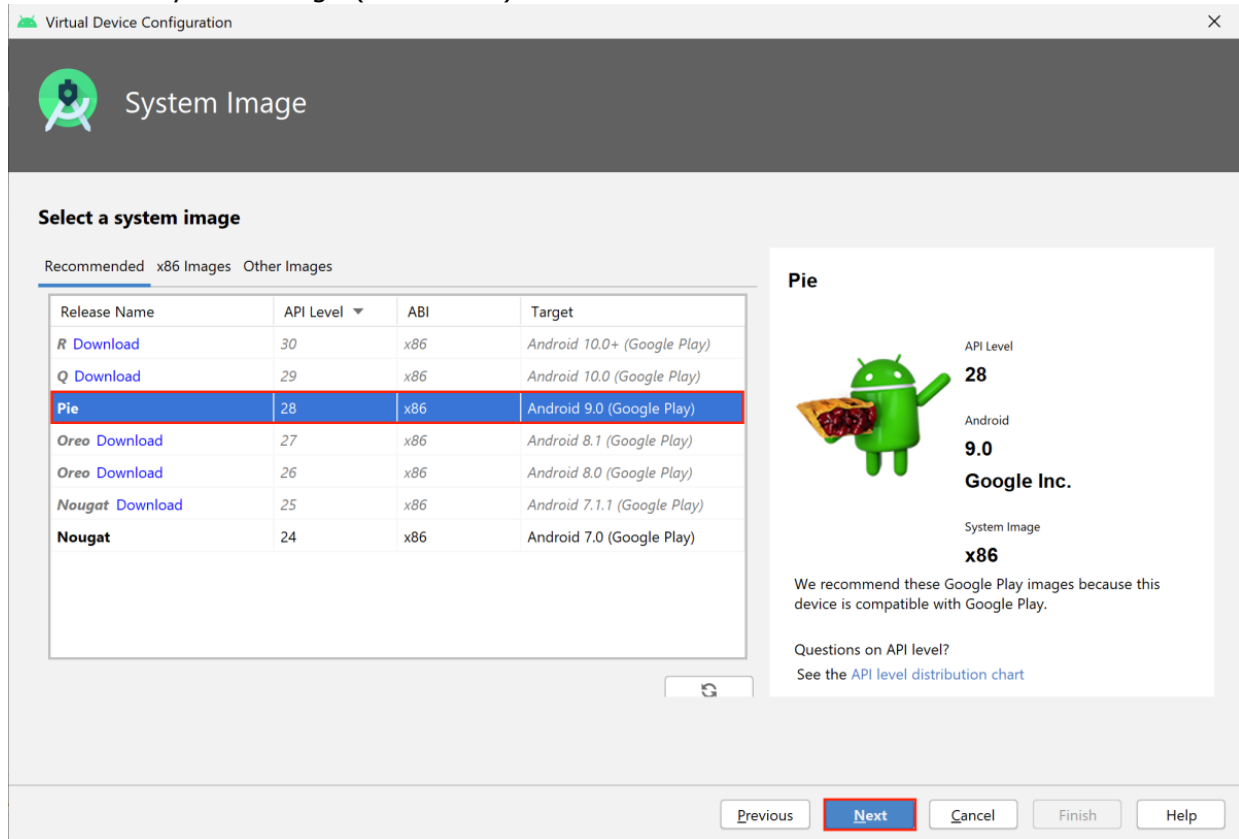 Virtual Device Configuration
System Image
Select a system image
Recommended x86 Images Other Images
Release Name API Level ABI Target
R Download 30 x86 Android 10.0+ (Google Play)
Q Download 29 x86 Android 10.0 (Google Play)
Pie 28 x86 Android 9.0 (Google Play)
Oreo Download 27 x86 Android 8.1 (Google Play)
Oreo Download 26 x86 Android 8.0 (Google Play)
Nougat Download 25 x86 Android 7.1.1 (Google Play)
Nougat 24 x86 Android 7.0 (Google Play)
Pie
API Level
28
Android
9.0
Google Inc.
System Image
x86
We recommend these Google Play images because this
device is compatible with Google Play.
Questions on API level?
See the API level distribution chart
Previous Next Cancel Finish Help